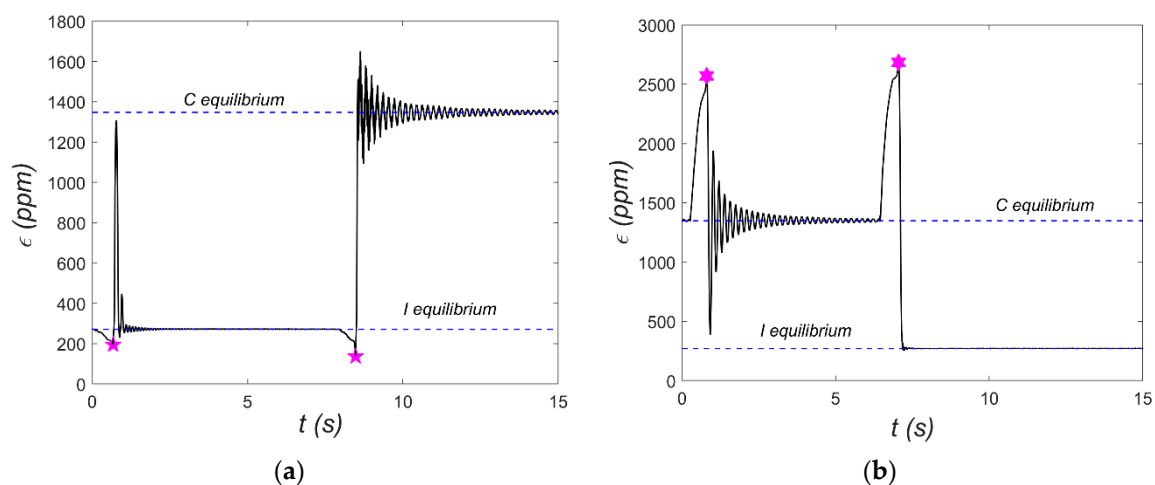 1800
1600
1400
1200
1000
800
600
400
200
0
ϵ (ppm)
C equilibrium
I equilibrium
0 5 10 15
t (s)
(a)
3000
2500
2000
1500
1000
500
0
ϵ (ppm)
C equilibrium
I equilibrium
0 5 10 15
t (s)
(b)